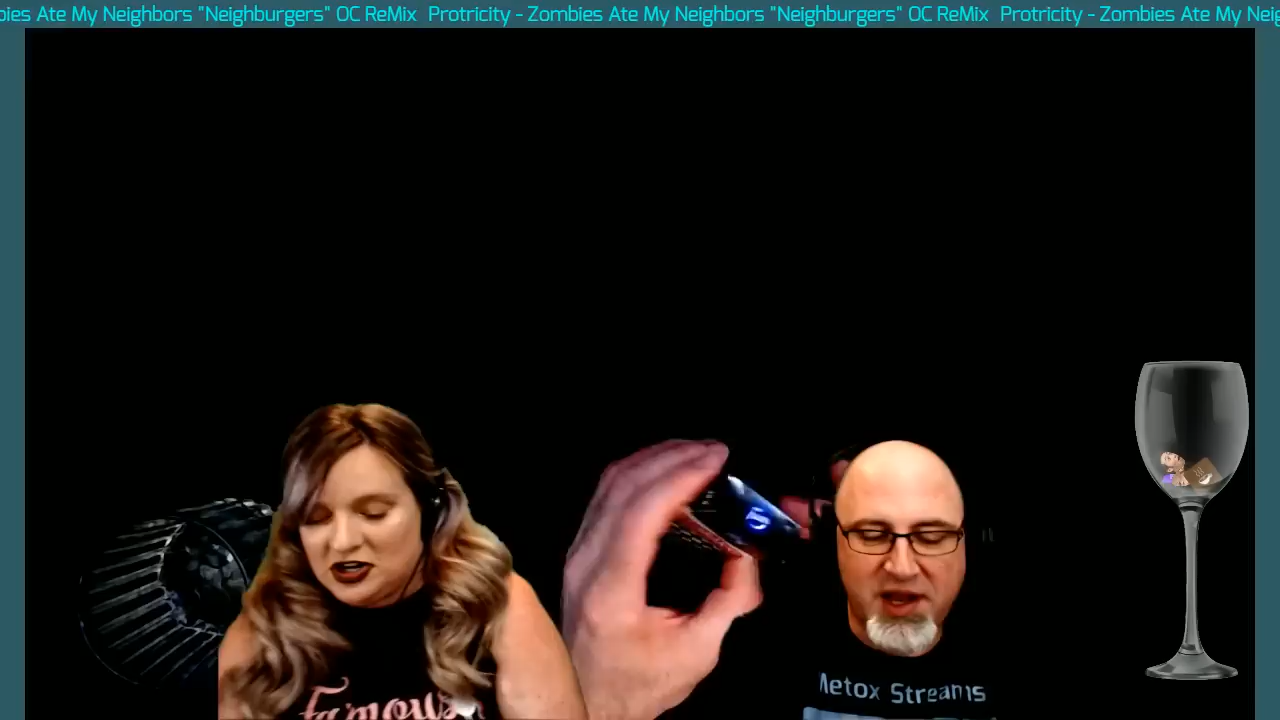 ies Ate My Neighbors "Neighburgers" OC ReMix Protricity - Zombies Ate My Neighbors "Neighburgers" OC ReMix Protricity - Zombies Ate My Neig
Metox Streams
Famous